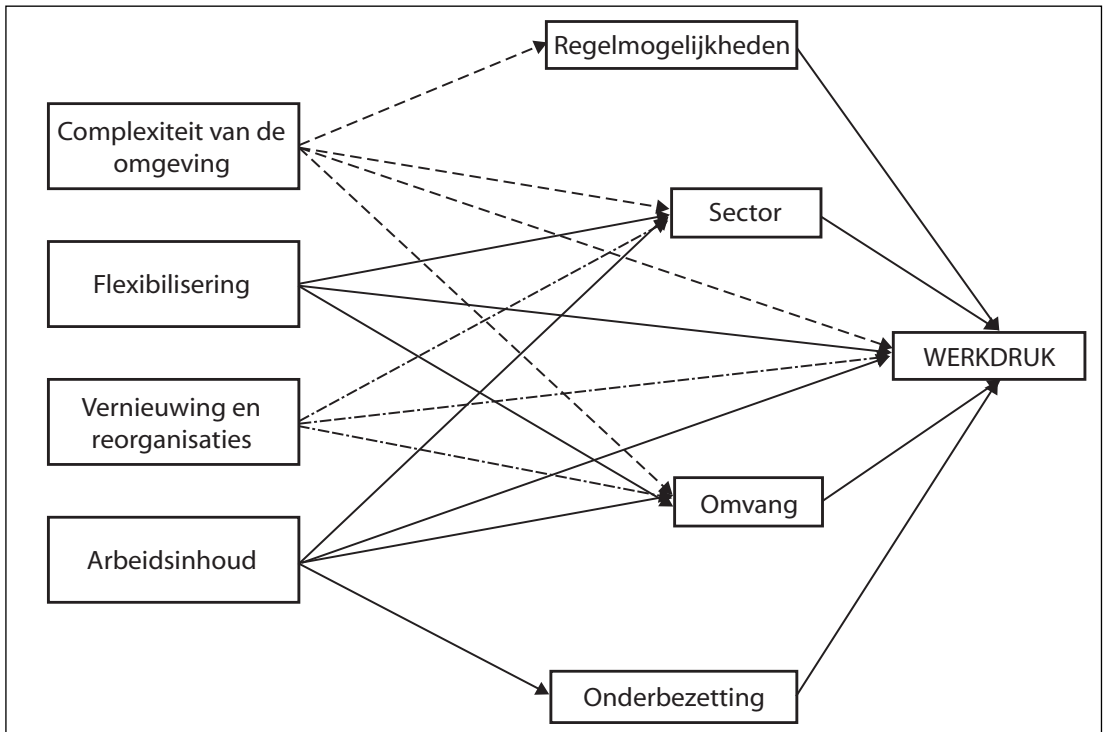 Regelmogelijkheden
Complexiteit van de
omgeving
Sector
Flexibilisering
WERKDRUK
Vernieuwing en
reorganisaties
Omvang
Arbeidsinhoud
Onderbezetting